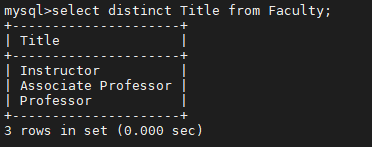 mysql>select distinct Title from Faculty;
+---------------------+
| Title               |
+---------------------+
| Instructor          |
| Associate Professor |
| Professor           |
+---------------------+
3 rows in set (0.000 sec)